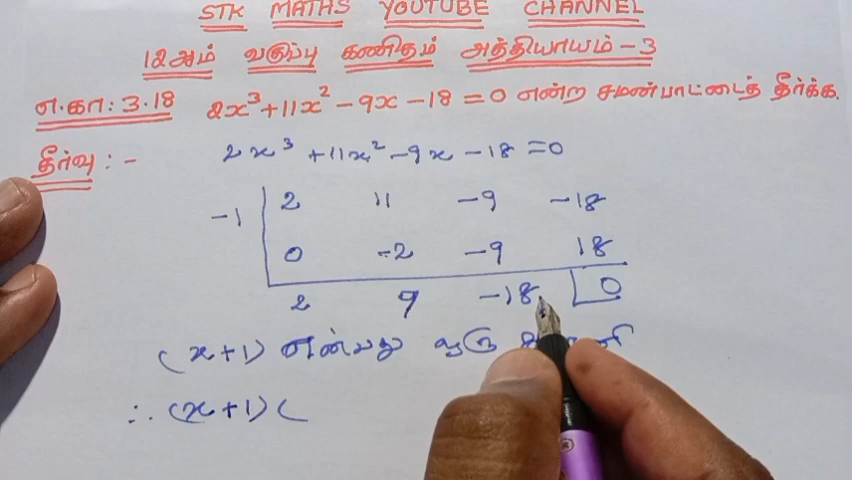 STK MATHS YOUTUBE CHANNEL
12ஆம் வகுப்பு கணிதம் அத்தியாயம் - 3
எ.கா: 3.18 2x³ + 11x² - 9x - 18 = 0 என்ற சமன்பாட்டைத் தீர்க்க.
தீர்வு : - 2x³ + 11x² - 9x - 18 = 0
-1 2 11 -9 -18
0 -2 -9 18
2 9 -18 0
(x+1) என்பது ஒரு
∴ (x+1) (